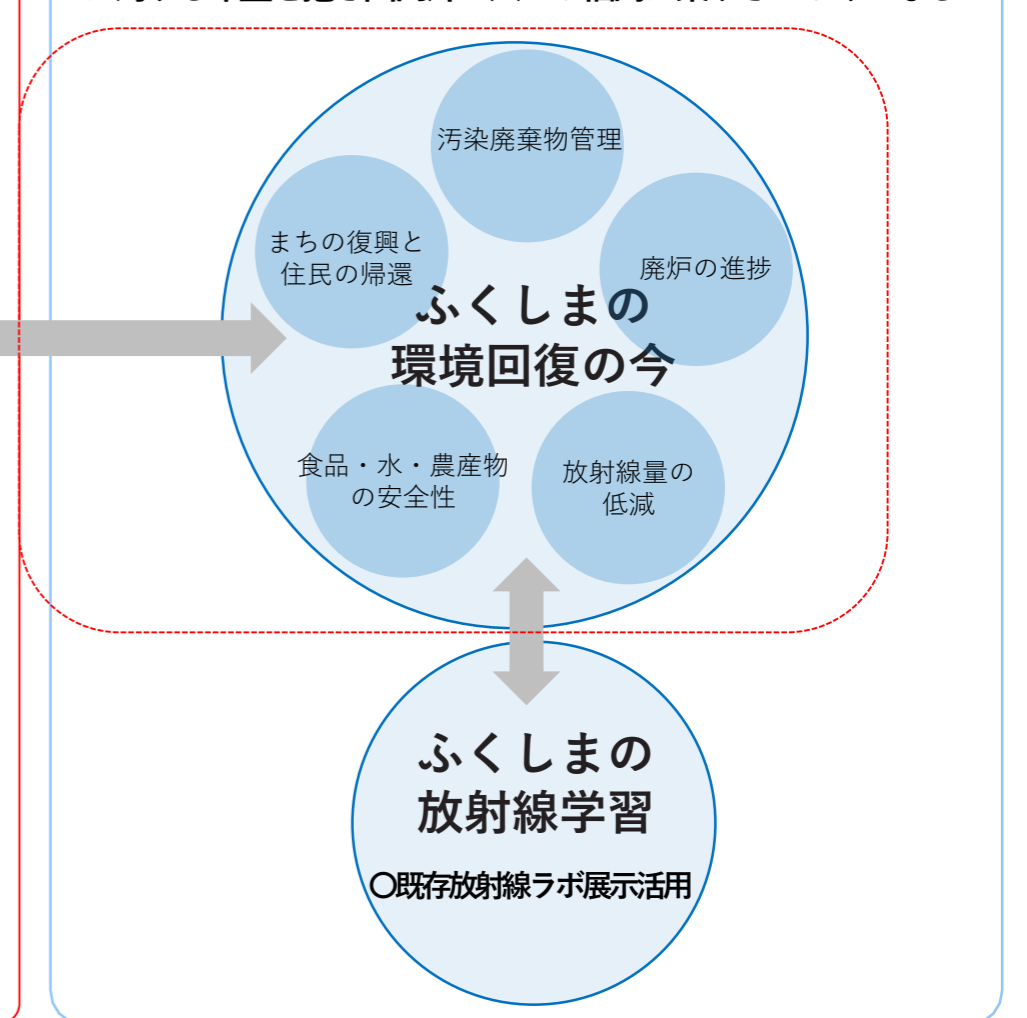 汚染廃棄物管理
まちの復興と
住民の帰還
廃炉の進捗
ふくしまの
環境回復の今
食品・水・農産物
の安全性
放射線量の
低減
ふくしまの
放射線学習
〇既存放射線ラボ展示活用